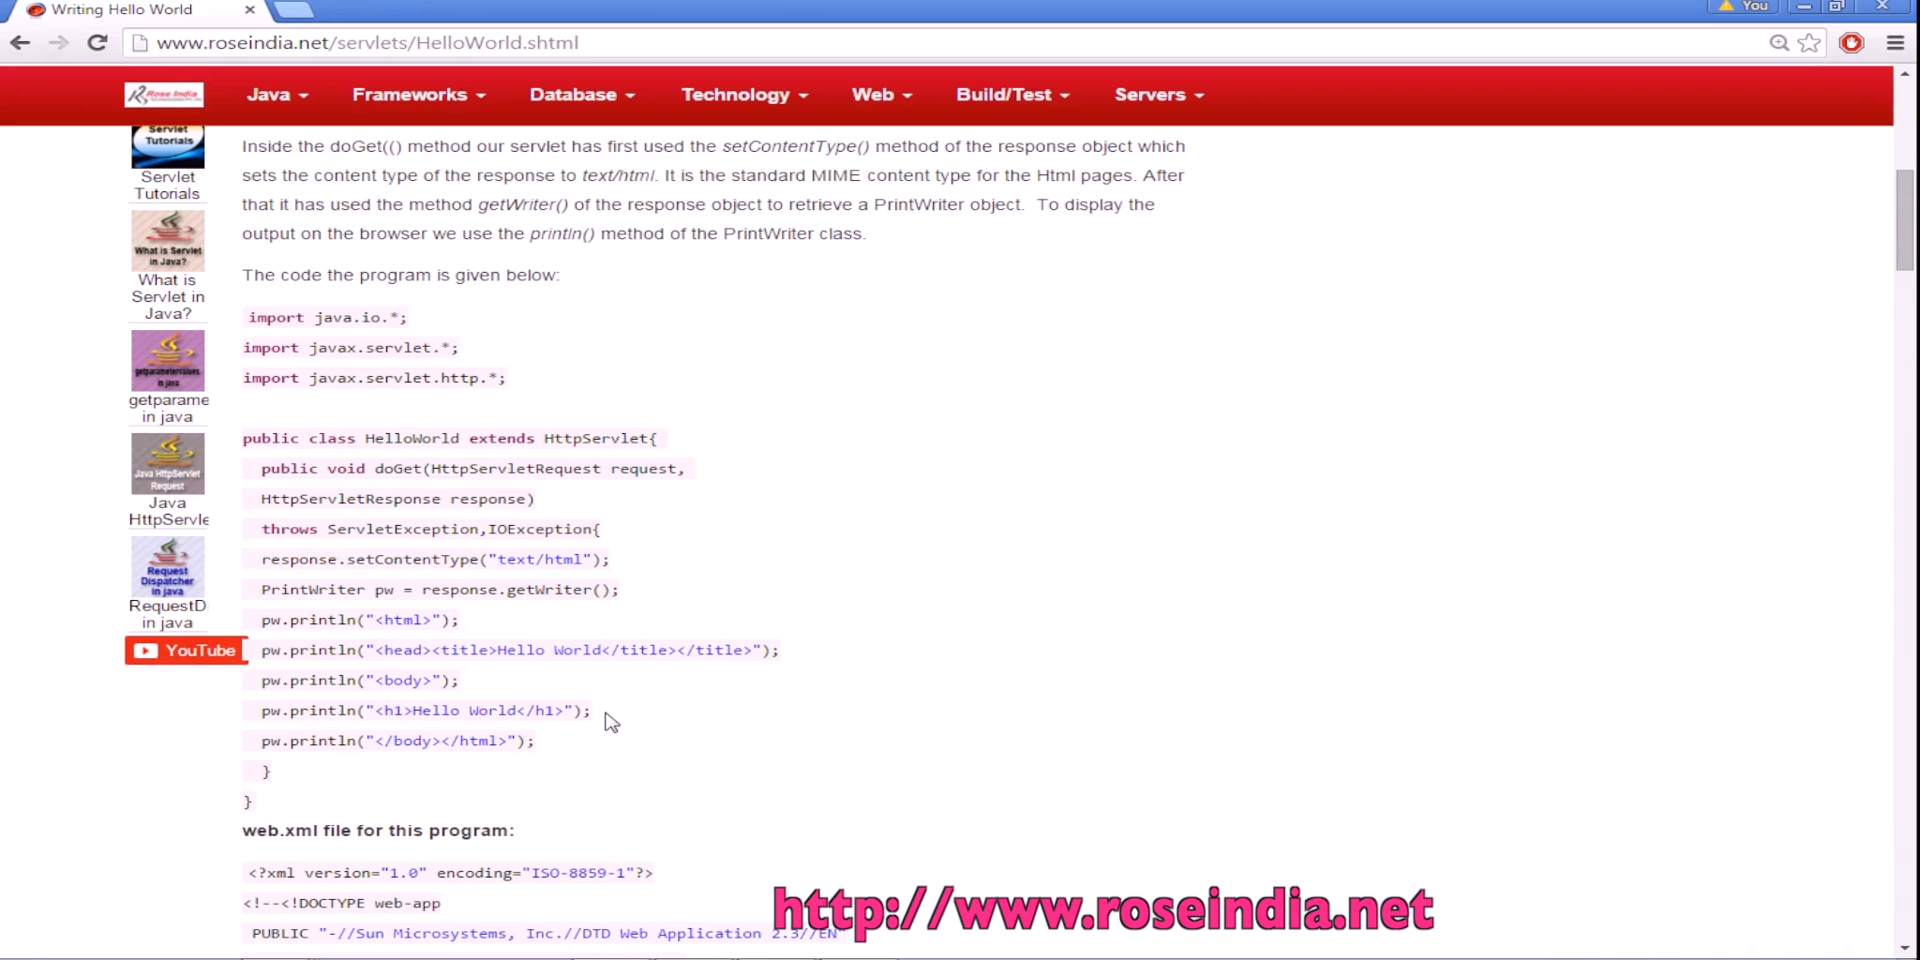 Writing Hello World
You
www.roseindia.net/servlets/HelloWorld.shtml
Rose India
Java Frameworks Database Technology Web Build/Test Servers
Servlet
Tutorials
Servlet
Tutorials
What is Servlet
in Java?
What is
Servlet in
Java?
getparametervalues
in java
getparame
in java
Java HttpServlet
Request
Java
HttpServle
Request
Dispatcher
in java
RequestD
in java
YouTube
Inside the doGet(() method our servlet has first used the setContentType() method of the response object which
sets the content type of the response to text/html. It is the standard MIME content type for the Html pages. After
that it has used the method getWriter() of the response object to retrieve a PrintWriter object.  To display the
output on the browser we use the println() method of the PrintWriter class.
The code the program is given below:
import java.io.*;
import javax.servlet.*;
import javax.servlet.http.*;
public class HelloWorld extends HttpServlet{
public void doGet(HttpServletRequest request,
HttpServletResponse response)
throws ServletException,IOException{
response.setContentType("text/html");
PrintWriter pw = response.getWriter();
pw.println("<html>");
pw.println("<head><title>Hello World</title></title>");
pw.println("<body>");
pw.println("<h1>Hello World</h1>");
pw.println("</body></html>");
}
}
web.xml file for this program:
<?xml version="1.0" encoding="ISO-8859-1"?>
<!--<!DOCTYPE web-app
PUBLIC "-//Sun Microsystems, Inc.//DTD Web Application 2.3//EN"
http://www.roseindia.net